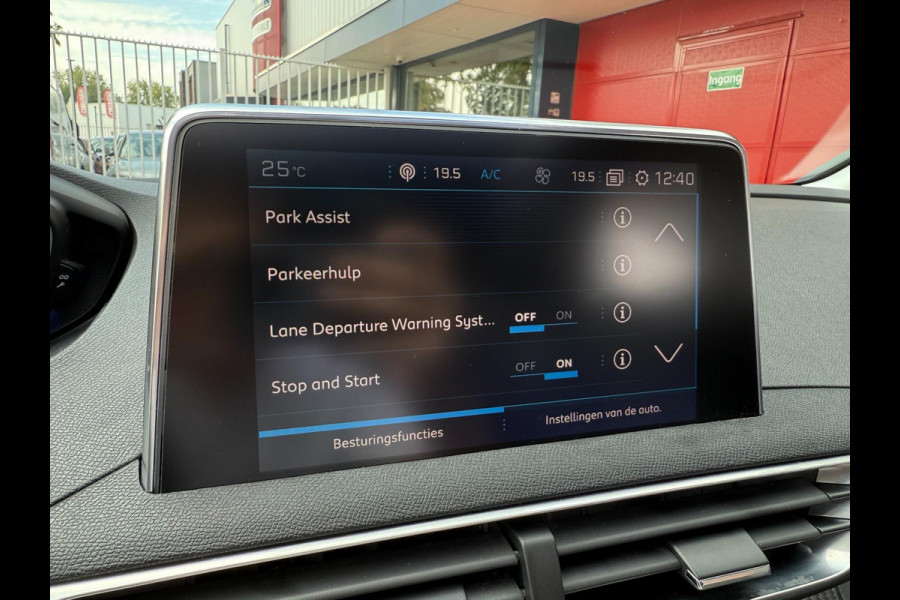 Ingang
25°C 19.5 A/C 19.5 12:40
Park Assist
Parkeerhulp
Lane Departure Warning Syst... OFF ON
Stop and Start OFF ON
Besturingsfuncties Instellingen van de auto.